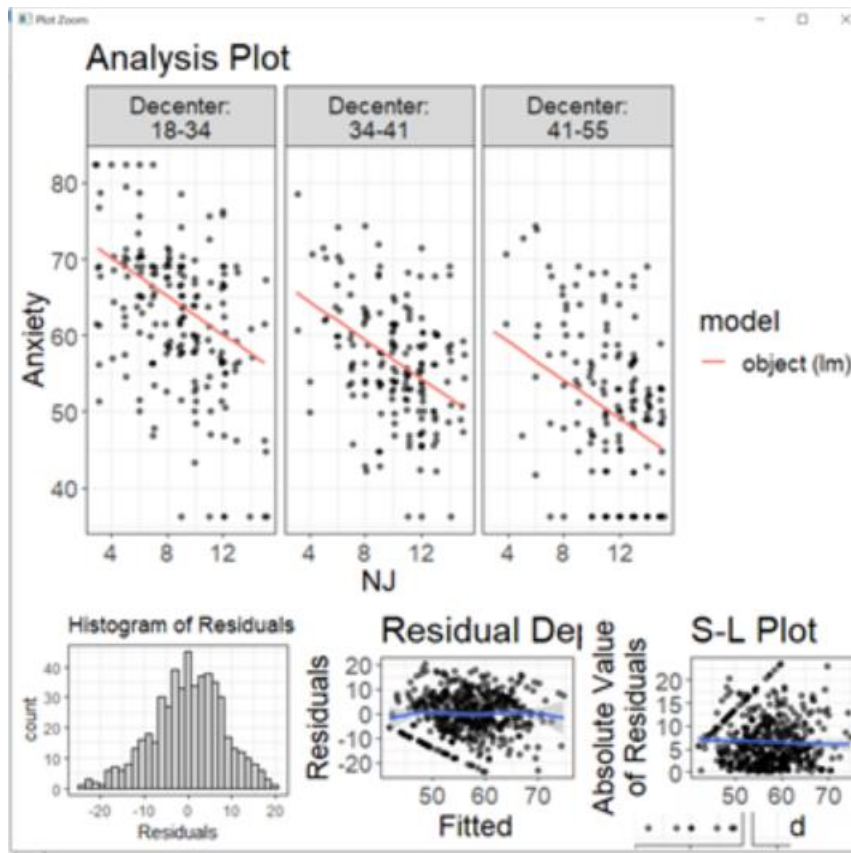 Plot Zoom
Analysis Plot
Decenter:
18-34
Decenter:
34-41
Decenter:
41-55
Anxiety
80
70
60
50
40
4 8 12
4 8 12
4 8 12
NJ
model
object (lm)
Histogram of Residuals
count
40
30
20
10
0
-20 -10 0 10 20
Residuals
Residual Dep
Residuals
20
10
0
-10
-20
50 60 70
Fitted
S-L Plot
Absolute Value
of Residuals
20
15
10
5
0
50 60 70
d